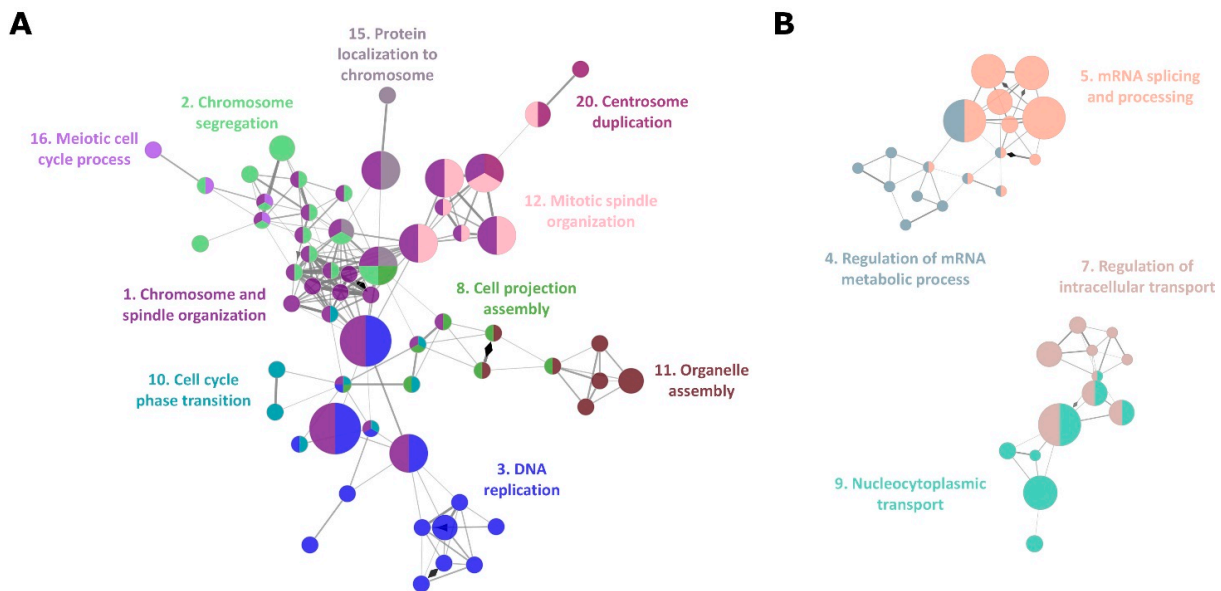 A
15. Protein
localization to
chromosome
2. Chromosome
segregation
16. Meiotic cell
cycle process
20. Centrosome
duplication
12. Mitotic spindle
organization
1. Chromosome and
spindle organization
8. Cell projection
assembly
10. Cell cycle
phase transition
11. Organelle
assembly
3. DNA
replication
B
5. mRNA splicing
and processing
4. Regulation of mRNA
metabolic process
7. Regulation of
intracellular transport
9. Nucleocytoplasmic
transport